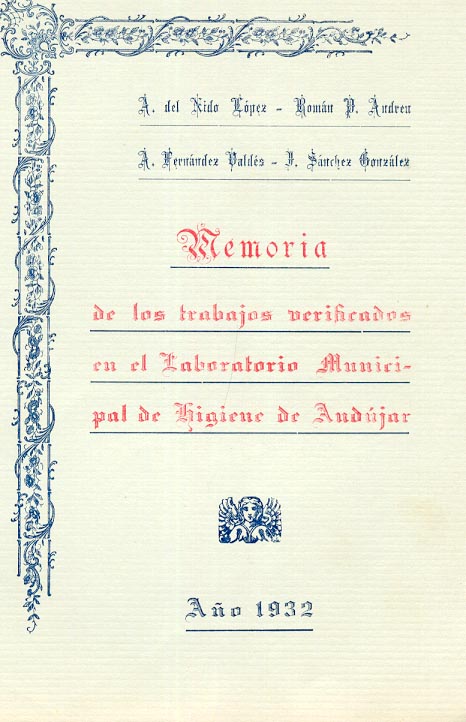 A. del Nido López - Román P. Andreu
A. Fernández Valdés - J. Sánchez González
Memoria
de los trabajos verificados
en el Laboratorio Munici-
pal de Higiene de Andújar
Año 1932